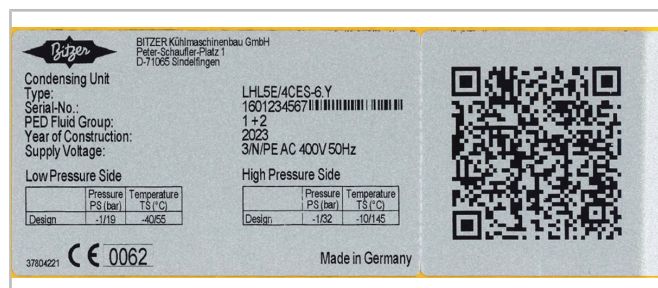 Bitzer
BITZER Kühlmaschinenbau GmbH
Peter-Schaufler-Platz 1
D-71065 Sindelfingen
Condensing Unit
Type: LHL5E/4CES-6.Y
Serial-No.: 1601234567
PED Fluid Group: 1+2
Year of Construction: 2023
Supply Voltage: 3/N/PE AC 400V 50Hz
Low Pressure Side
Pressure PS (bar) Temperature TS (°C)
Design -1/19 -40/55
High Pressure Side
Pressure PS (bar) Temperature TS (°C)
Design -1/32 -10/145
37804221 CE 0062 Made in Germany